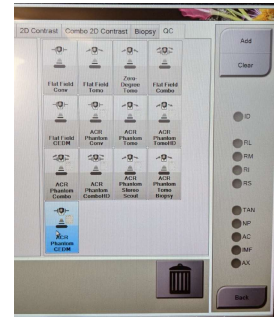 2D Contrast Combo 2D Contrast Biopsy QC
Add
Clear
Flat Field
Conv
Flat Field
Tomo
Zero-
Degree
Tomo
Flat Field
Combo
Flat Field
CEDM
ACR
Phantom
Conv
ACR
Phantom
Tomo
ACR
Phantom
TomoHD
ACR
Phantom
Combo
ACR
Phantom
ComboHD
ACR
Phantom
Stereo
Scout
ACR
Phantom
Tomo
Biopsy
ACR
Phantom
CEDM
ID
RL
RM
RI
RS
TAN
NP
AC
IMF
AX
Back